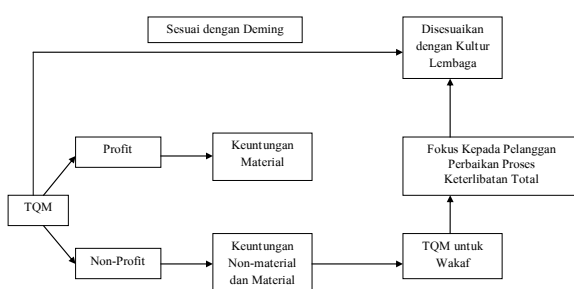 Sesuai dengan Deming
Disesuaikan
dengan Kultur
Lembaga
Profit
Keuntungan
Material
Fokus Kepada Pelanggan
Perbaikan Proses
Keterlibatan Total
TQM
Non-Profit
Keuntungan
Non-material
dan Material
TQM untuk
Wakaf